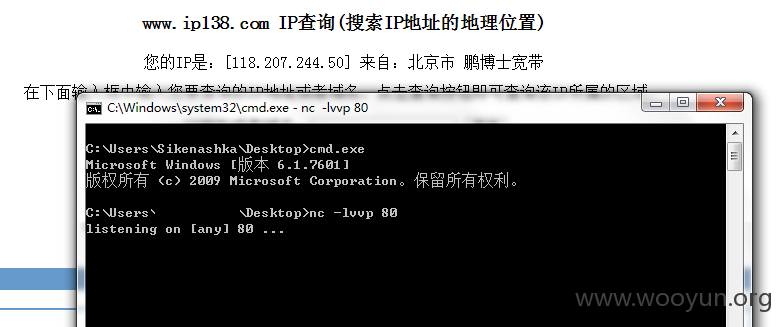 www.ip138.com IP查询(搜索IP地址的地理位置)
您的IP是：[118.207.244.50] 来自：北京市 鹏博士宽带
在下面输入框中输入您要查询的IP地址或者域名，点击查询按钮即可查询该IP所属的区域
C:\Windows\system32\cmd.exe - nc -lvvp 80
C:\Users\Sikenashka\Desktop>cmd.exe
Microsoft Windows [版本 6.1.7601]
版权所有 (c) 2009 Microsoft Corporation。保留所有权利。
C:\Users\ \Desktop>nc -lvvp 80
listening on [any] 80 ...
www.wooyun.org